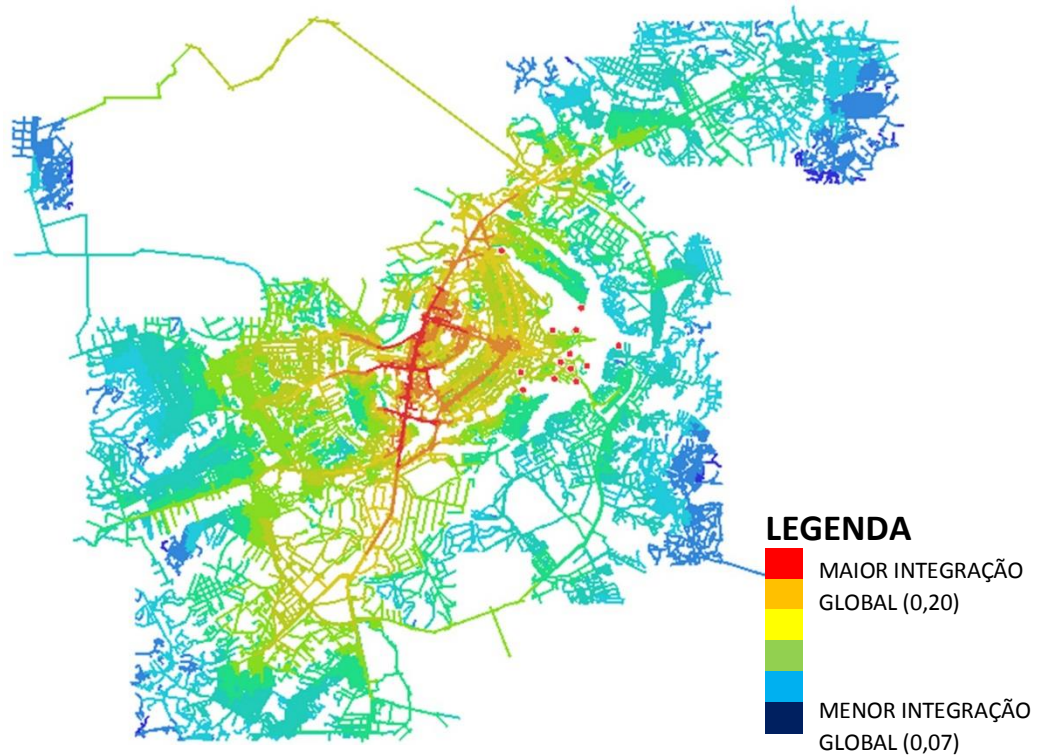 LEGENDA
MAIOR INTEGRAÇÃO
GLOBAL (0,20)
MENOR INTEGRAÇÃO
GLOBAL (0,07)